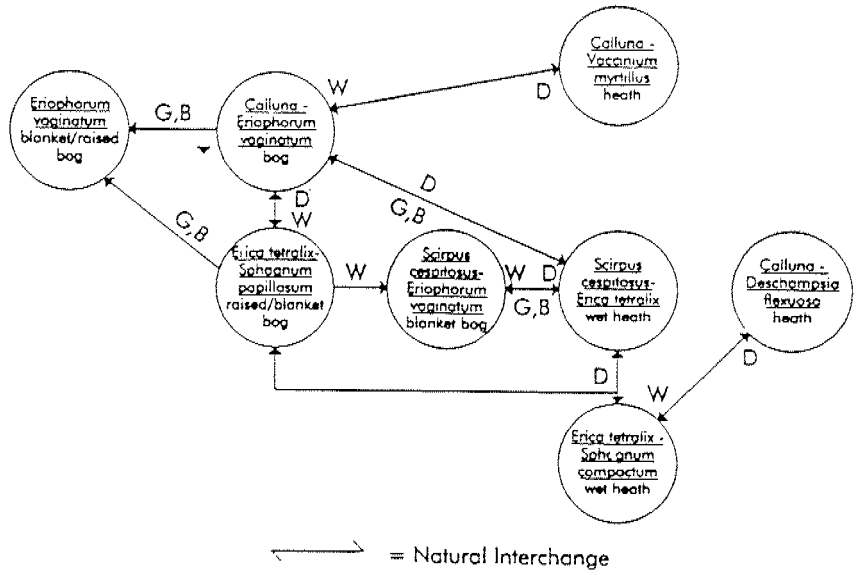 Calluna -
Vaccinium
myrtillus
heath
W
D
Eriophorum
vaginatum
blanket/raised
bog
G,B
Calluna -
Eriophorum
vaginatum
bog
D
G,B
D
W
G,B
Erica tetralix-
Sphagnum
papillosum
raised/blanket
bog
W
Scirpus
cespitosus-
Eriophorum
vaginatum
blanket bog
W
D
G,B
Scirpus
cespitosus-
Erica tetralix
wet heath
Calluna -
Deschampsia
flexuosa
heath
D
D
W
Erica tetralix -
Sphagnum
compactum
wet heath
= Natural Interchange